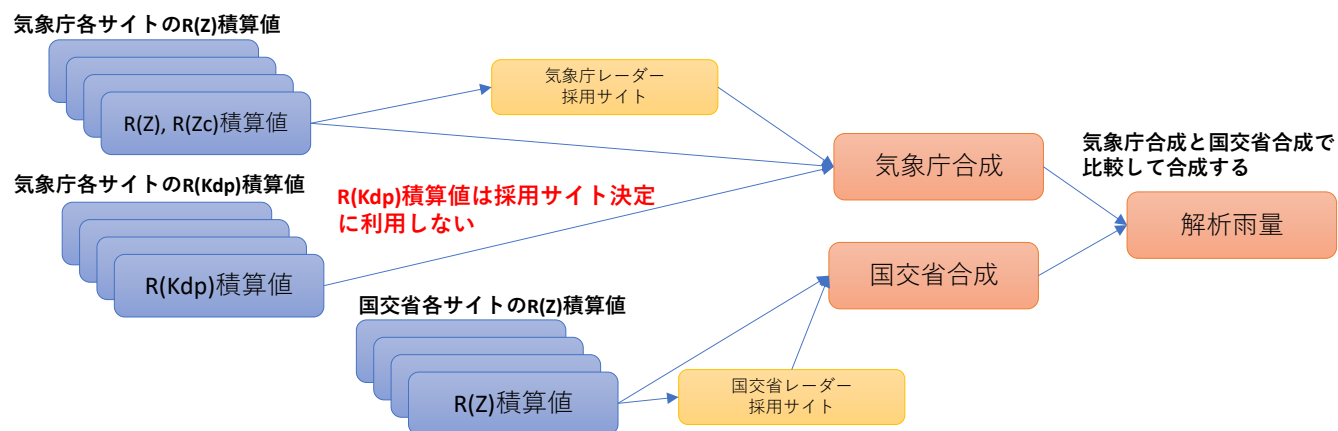 気象庁各サイトのR(Z)積算値
R(Z), R(Zc)積算値
気象庁レーダー
採用サイト
気象庁合成
気象庁合成と国交省合成で
比較して合成する
解析雨量
気象庁各サイトのR(Kdp)積算値
R(Kdp)積算値
R(Kdp)積算値は採用サイト決定
に利用しない
国交省合成
国交省各サイトのR(Z)積算値
R(Z)積算値
国交省レーダー
採用サイト